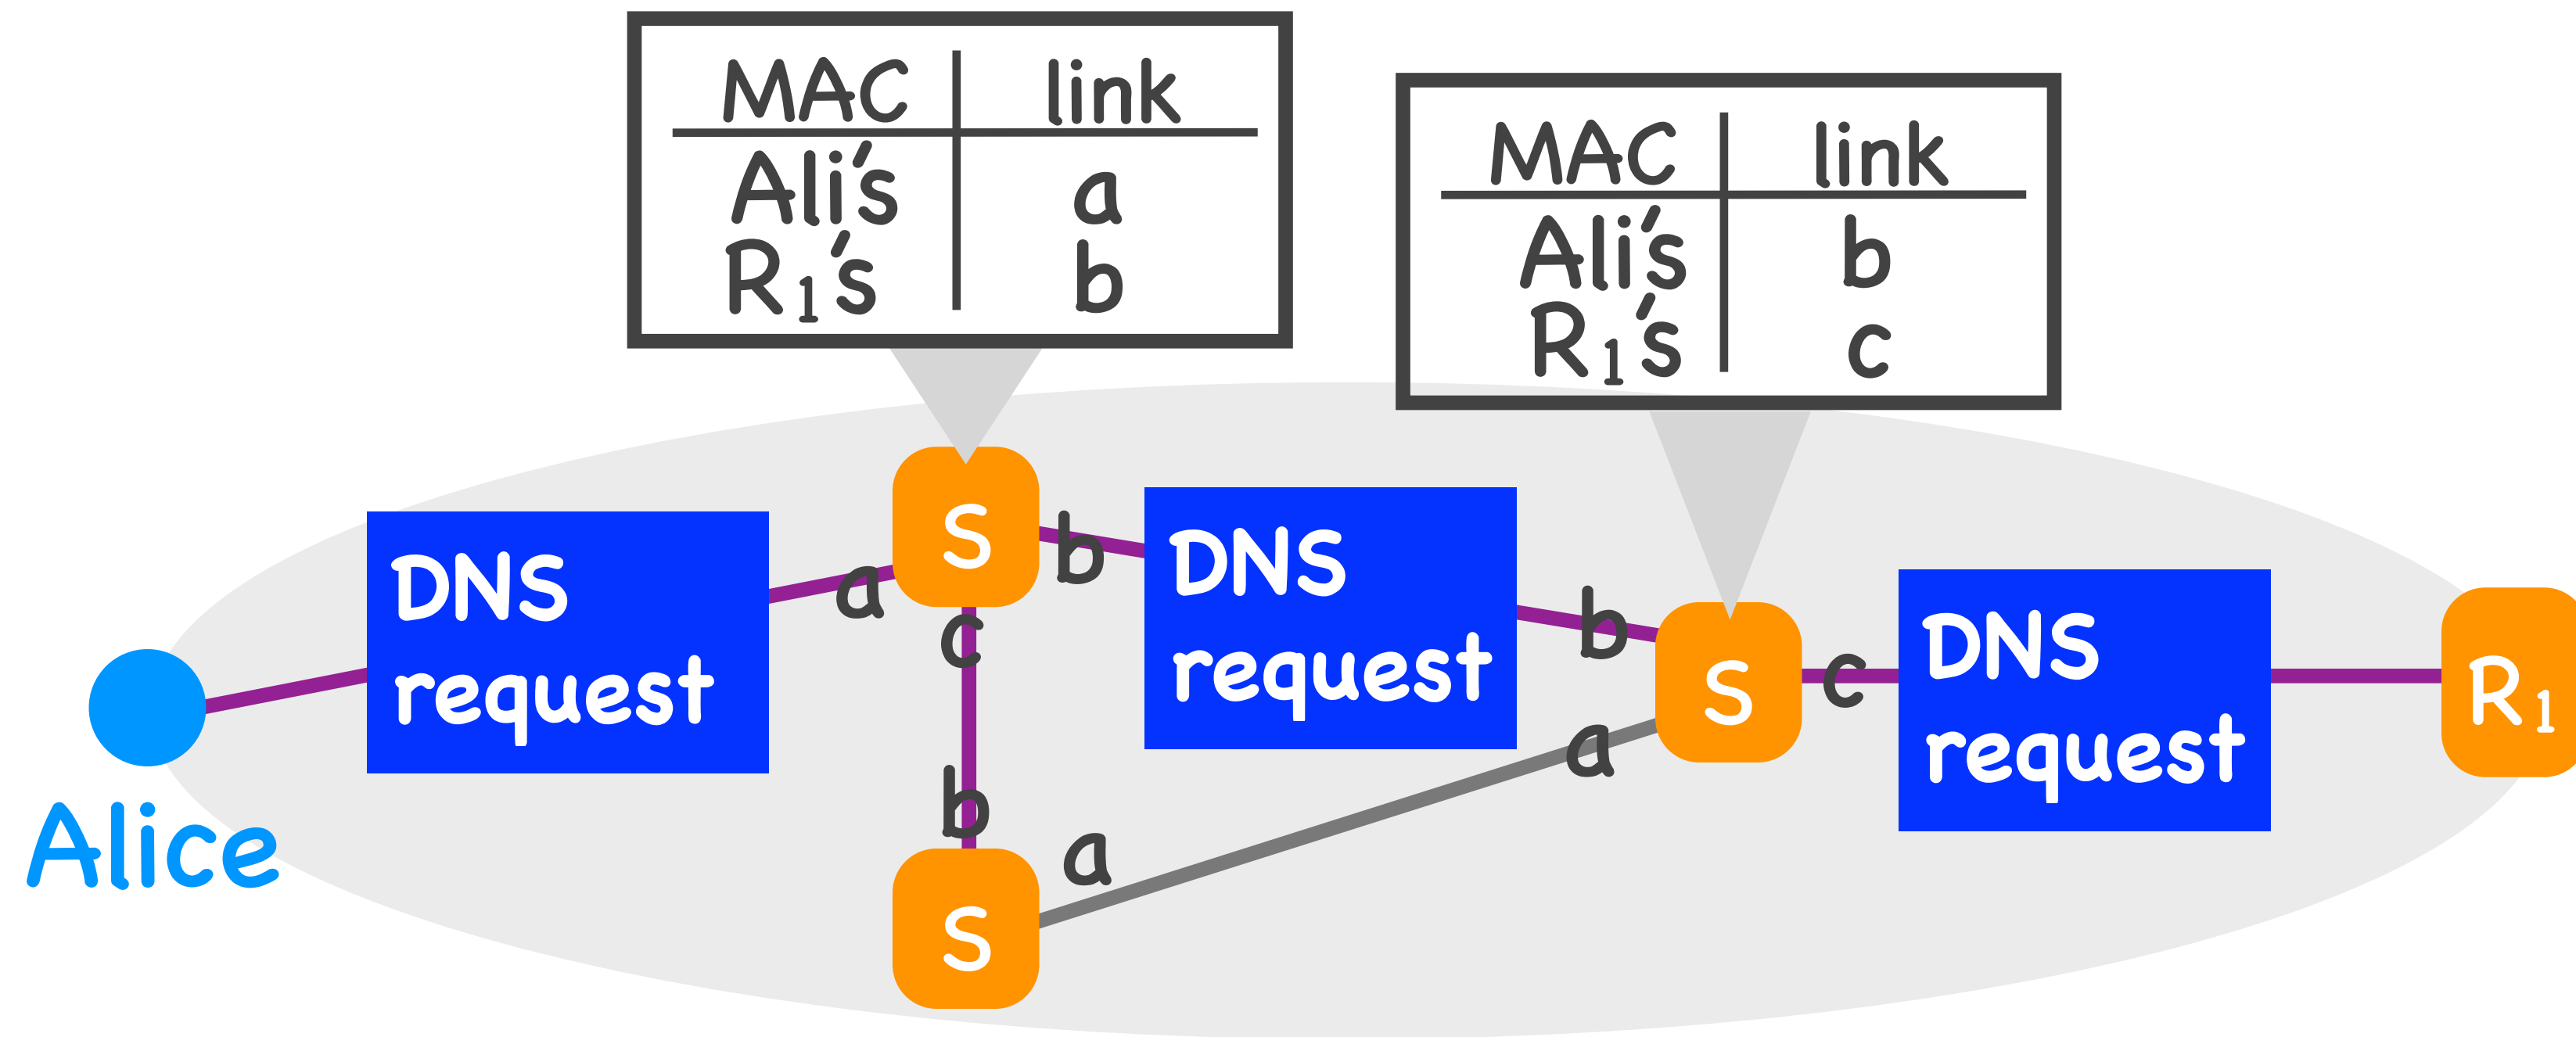 MAC link
Ali's a
R1's b
MAC link
Ali's b
R1's c
DNS
request
a
S
b
c
DNS
request
b
S
c
a
DNS
request
R1
Alice
b
a
S